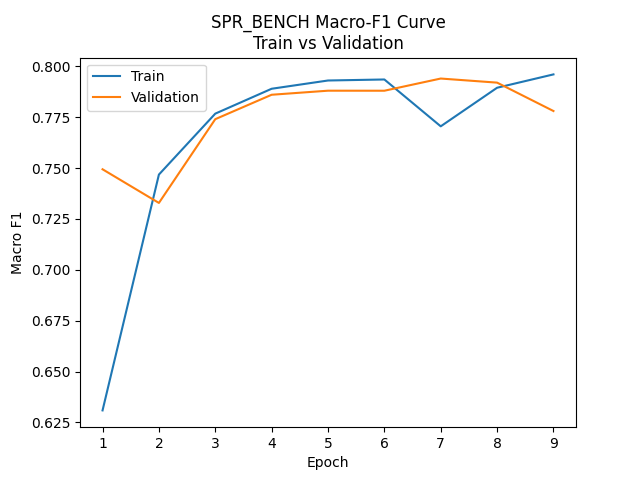 SPR_BENCH Macro-F1 Curve
Train vs Validation
Train
Validation
Macro F1
0.800
0.775
0.750
0.725
0.700
0.675
0.650
0.625
1 2 3 4 5 6 7 8 9
Epoch